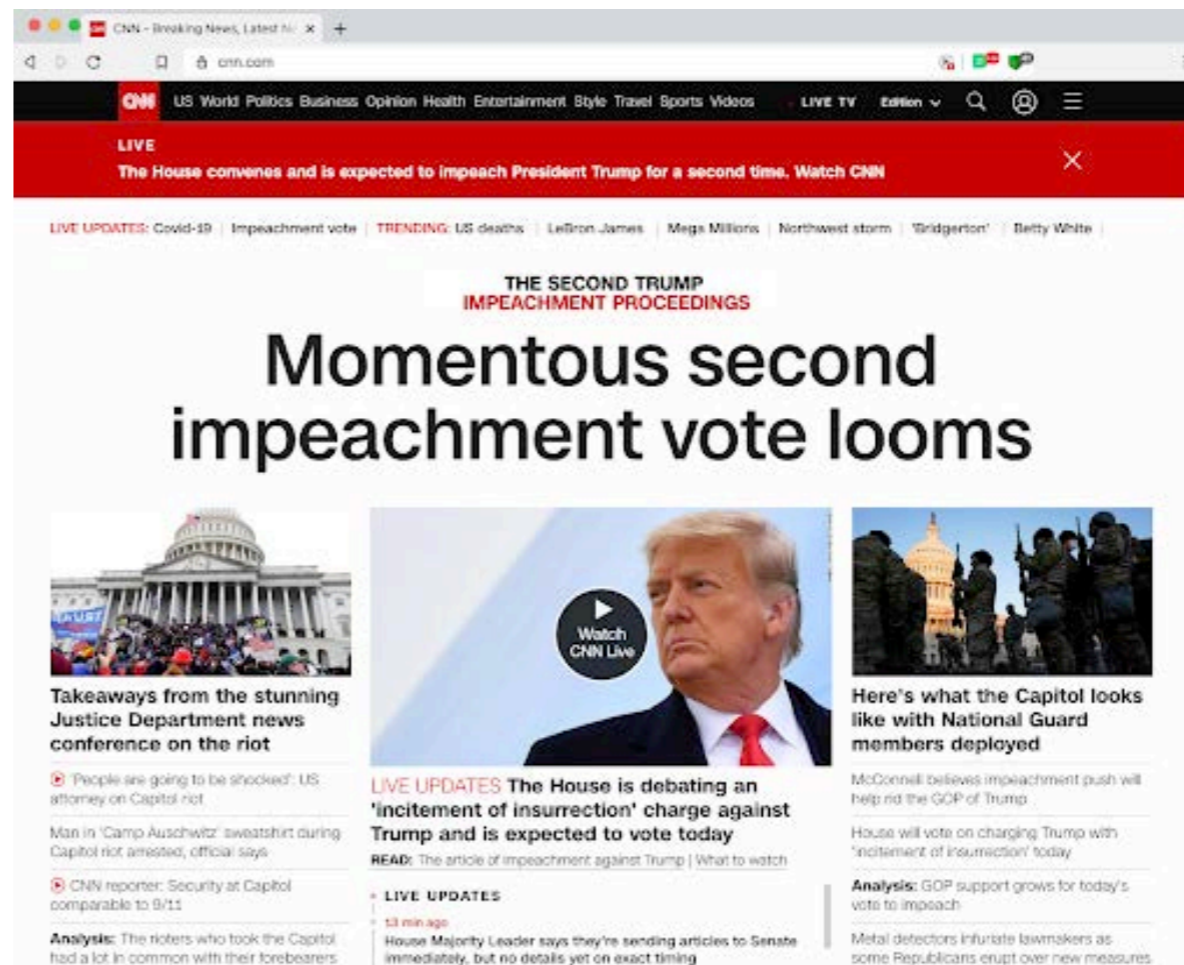 CNN - Breaking News, Latest N
cnn.com
CNN US World Politics Business Opinion Health Entertainment Style Travel Sports Videos LIVE TV Edition
LIVE
The House convenes and is expected to impeach President Trump for a second time. Watch CNN
LIVE UPDATES: Covid-19 | Impeachment vote | TRENDING: US deaths | LeBron James | Mega Millions | Northwest storm | 'Bridgerton' | Betty White
THE SECOND TRUMP
IMPEACHMENT PROCEEDINGS
Momentous second
impeachment vote looms
Takeaways from the stunning
Justice Department news
conference on the riot
'People are going to be shocked': US
attorney on Capitol riot
Man in 'Camp Auschwitz' sweatshirt during
Capitol riot arrested, official says
CNN reporter: Security at Capitol
comparable to 9/11
Analysis: The rioters who took the Capitol
had a lot in common with their forebearers
Watch
CNN Live
LIVE UPDATES The House is debating an
'incitement of insurrection' charge against
Trump and is expected to vote today
READ: The article of impeachment against Trump | What to watch
LIVE UPDATES
13 min ago
House Majority Leader says they're sending articles to Senate
immediately, but no details yet on exact timing
Here's what the Capitol looks
like with National Guard
members deployed
McConnell believes impeachment push will
help rid the GOP of Trump
House will vote on charging Trump with
'incitement of insurrection' today
Analysis: GOP support grows for today's
vote to impeach
Metal detectors infuriate lawmakers as
some Republicans erupt over new measures